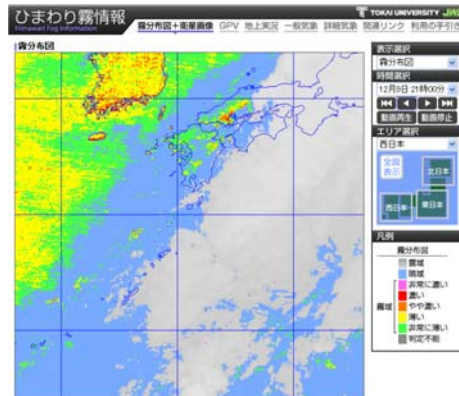 ひまわり霧情報
Himawari Fog Information
霧分布図+衛星画像 GPV 地上実況 一般気象 詳細気象 関連リンク 利用の手引き
TOKAI UNIVERSITY JWA
霧分布図
表示選択
霧分布図
時間選択
12月9日 21時00分
動画再生 動画停止
エリア選択
西日本
全国
表示
北日本
西日本
東日本
凡例
霧分布図
雲域
晴域
霧域
非常に濃い
濃い
やや濃い
薄い
非常に薄い
判定不能